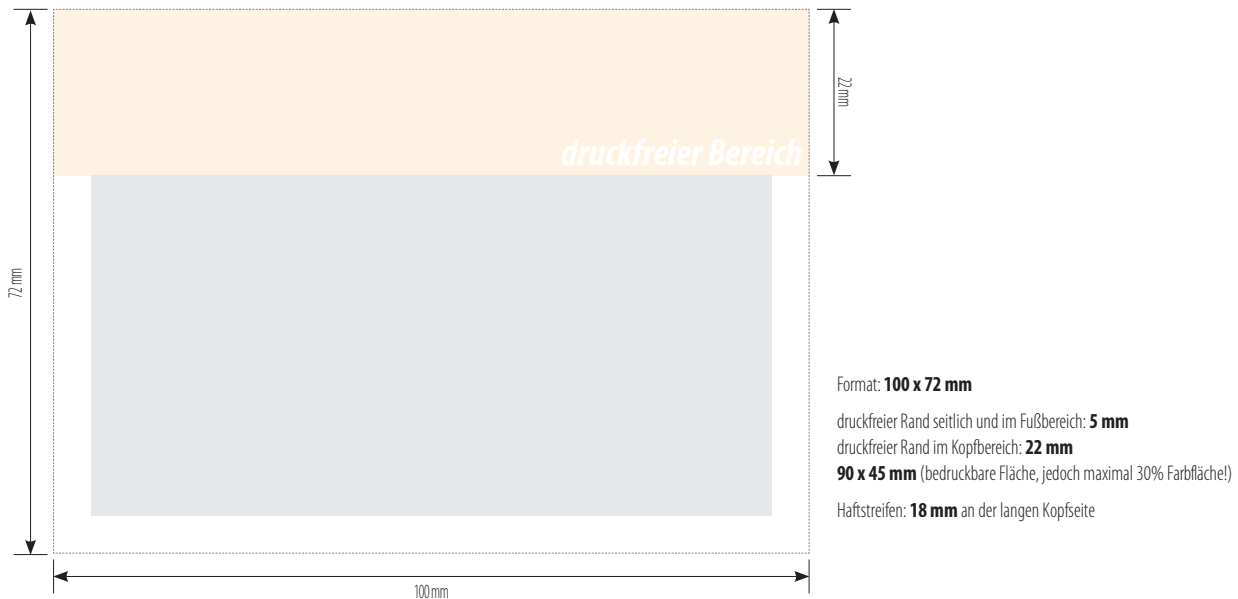 22 mm
druckfreier Bereich
72 mm
Format: 100 x 72 mm
druckfreier Rand seitlich und im Fußbereich: 5 mm
druckfreier Rand im Kopfbereich: 22 mm
90 x 45 mm (bedruckbare Fläche, jedoch maximal 30% Farbfläche!)
Haftstreifen: 18 mm an der langen Kopfseite
100 mm